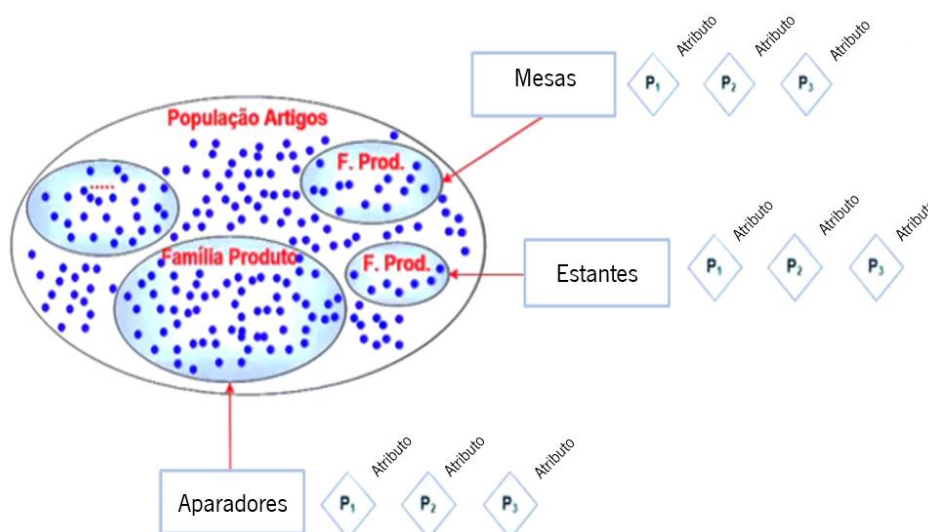 Mesas
P1
Atributo
P2
Atributo
P3
Atributo
População Artigos
F. Prod.
.....
Família Produto
F. Prod.
Estantes
P1
Atributo
P2
Atributo
P3
Atributo
Aparadores
P1
Atributo
P2
Atributo
P3
Atributo